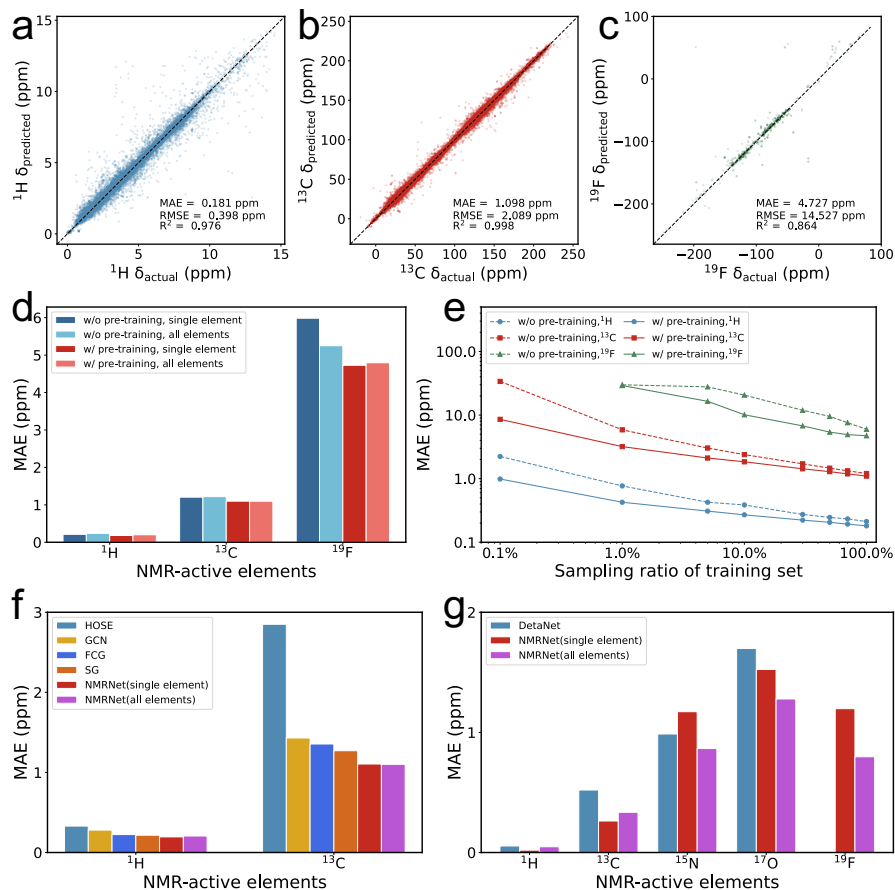 a
15
10
5
0
0
5
10
15
¹H δpredicted (ppm)
¹H δactual (ppm)
MAE = 0.181 ppm
RMSE = 0.398 ppm
R² = 0.976
b
250
200
150
100
50
0
0
50
100
150
200
250
¹³C δpredicted (ppm)
¹³C δactual (ppm)
MAE = 1.098 ppm
RMSE = 2.089 ppm
R² = 0.998
c
100
0
−100
−200
−200
−100
0
100
¹⁹F δpredicted (ppm)
¹⁹F δactual (ppm)
MAE = 4.727 ppm
RMSE = 14.527 ppm
R² = 0.864
d
w/o pre-training, single element
w/o pre-training, all elements
w/ pre-training, single element
w/ pre-training, all elements
6
5
4
3
2
1
0
MAE (ppm)
¹H
¹³C
¹⁹F
NMR-active elements
e
w/o pre-training,¹H
w/o pre-training,¹³C
w/o pre-training,¹⁹F
w/ pre-training,¹H
w/ pre-training,¹³C
w/ pre-training,¹⁹F
100.0
10.0
1.0
0.1
MAE (ppm)
0.1%
1.0%
10.0%
100.0%
Sampling ratio of training set
f
HOSE
GCN
FCG
SG
NMRNet(single element)
NMRNet(all elements)
3
2
1
0
MAE (ppm)
¹H
¹³C
NMR-active elements
g
DetaNet
NMRNet(single element)
NMRNet(all elements)
2
1
0
MAE (ppm)
¹H
¹³C
¹⁵N
¹⁷O
¹⁹F
NMR-active elements